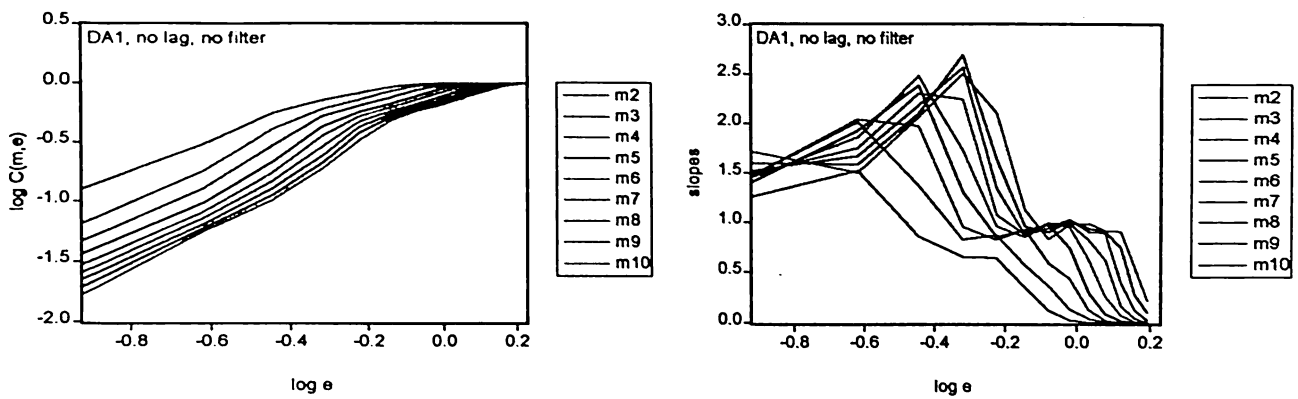 DA1, no lag, no filter
0.5
0.0
-0.5
-1.0
-1.5
-2.0
log C(m,e)
-0.8 -0.6 -0.4 -0.2 0.0 0.2
log e
m2
m3
m4
m5
m6
m7
m8
m9
m10
DA1, no lag, no filter
3.0
2.5
2.0
1.5
1.0
0.5
0.0
slopes
-0.8 -0.6 -0.4 -0.2 0.0 0.2
log e
m2
m3
m4
m5
m6
m7
m8
m9
m10